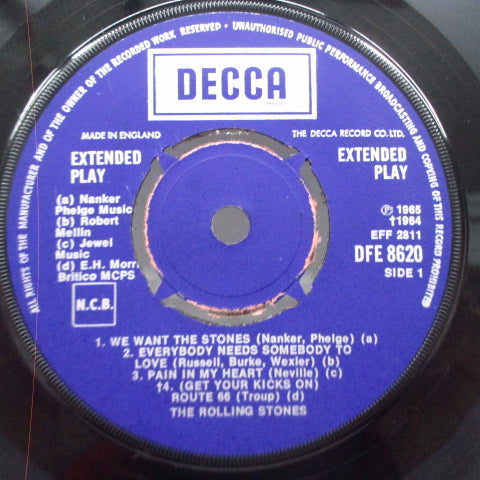 ALL RIGHTS OF THE MANUFACTURER AND OF THE OWNER OF THE RECORDED WORK RESERVED • UNAUTHORISED PUBLIC PERFORMANCE BROADCASTING AND COPYING OF THIS RECORD PROHIBITED
DECCA
MADE IN ENGLAND
THE DECCA RECORD CO. LTD.
EXTENDED
PLAY
EXTENDED
PLAY
(a) Nanker
Phelge Music
(b) Robert
Mellin
(c) Jewel
Music
(d) E.H. Morri
Britico MCPS
N.C.B.
℗ 1965
†1964
EFF 2811
DFE 8620
SIDE 1
1. WE WANT THE STONES (Nanker, Phelge) (a)
2. EVERYBODY NEEDS SOMEBODY TO
LOVE (Russell, Burke, Wexler) (b)
3. PAIN IN MY HEART (Neville) (c)
†4. (GET YOUR KICKS ON)
ROUTE 66 (Troup) (d)
THE ROLLING STONES